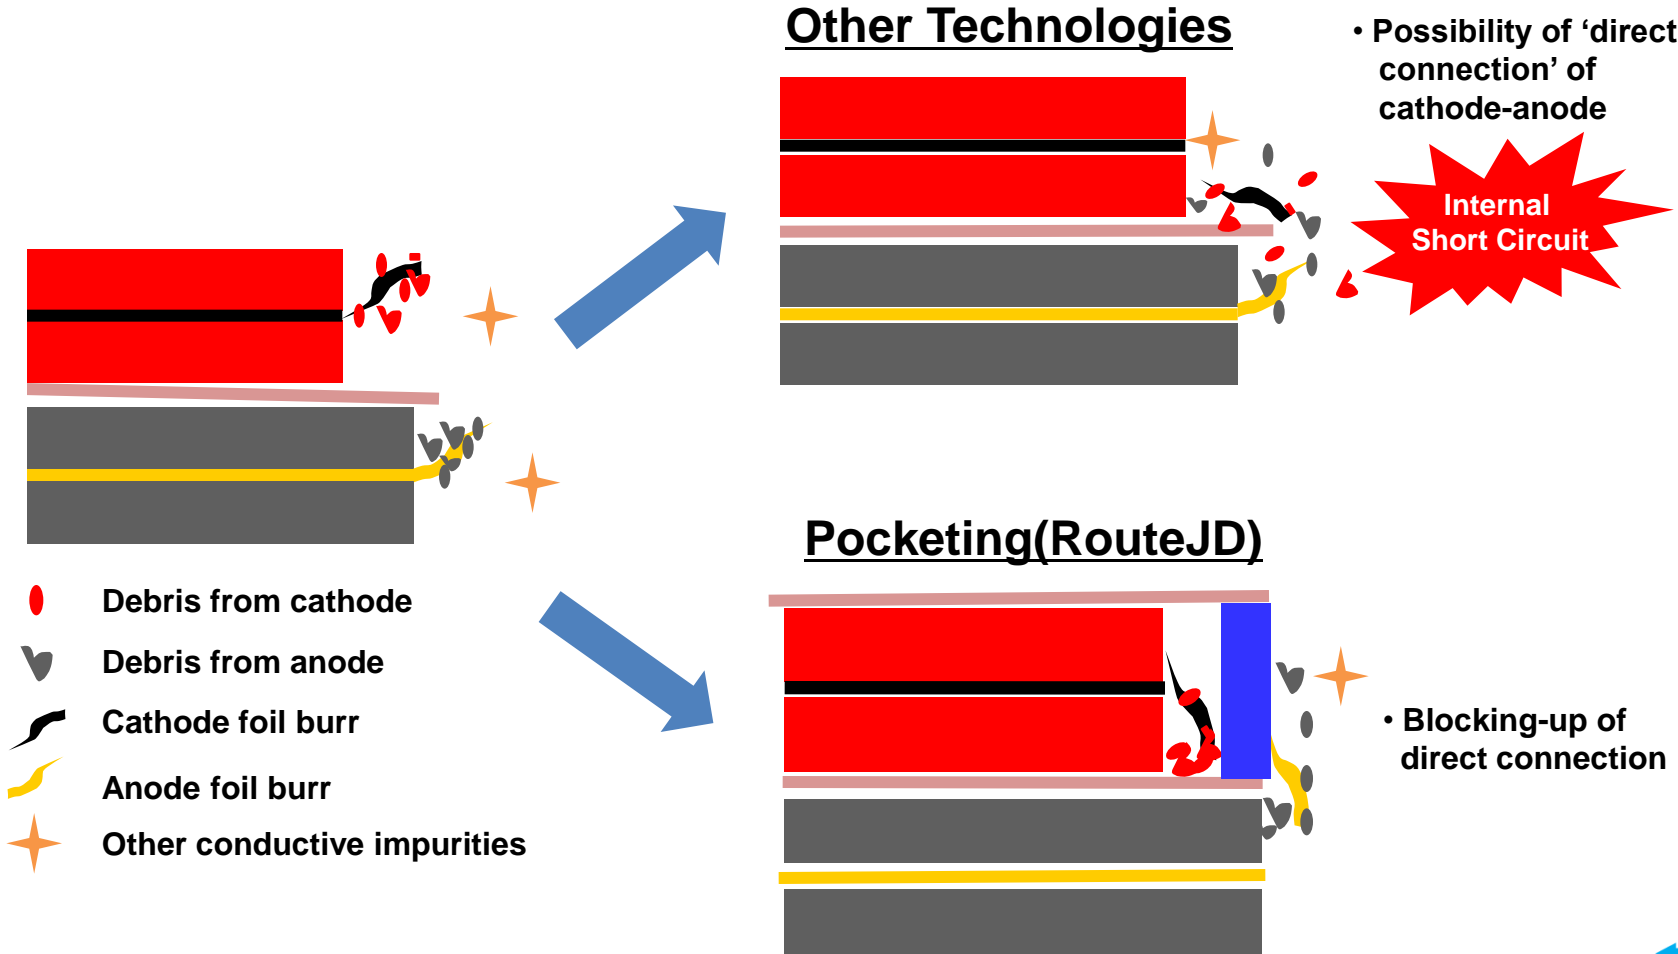 Other Technologies
• Possibility of ‘direct
connection’ of
cathode-anode
Internal
Short Circuit
Pocketing(RouteJD)
Debris from cathode
Debris from anode
Cathode foil burr
Anode foil burr
Other conductive impurities
• Blocking-up of
direct connection